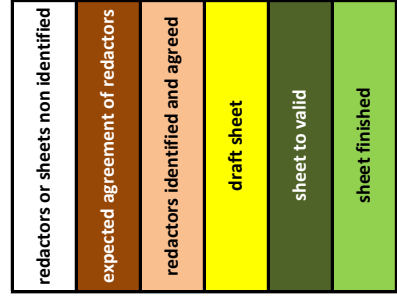 redactors or sheets non identified
expected agreement of redactors
redactors identified and agreed
draft sheet
sheet to valid
sheet finished